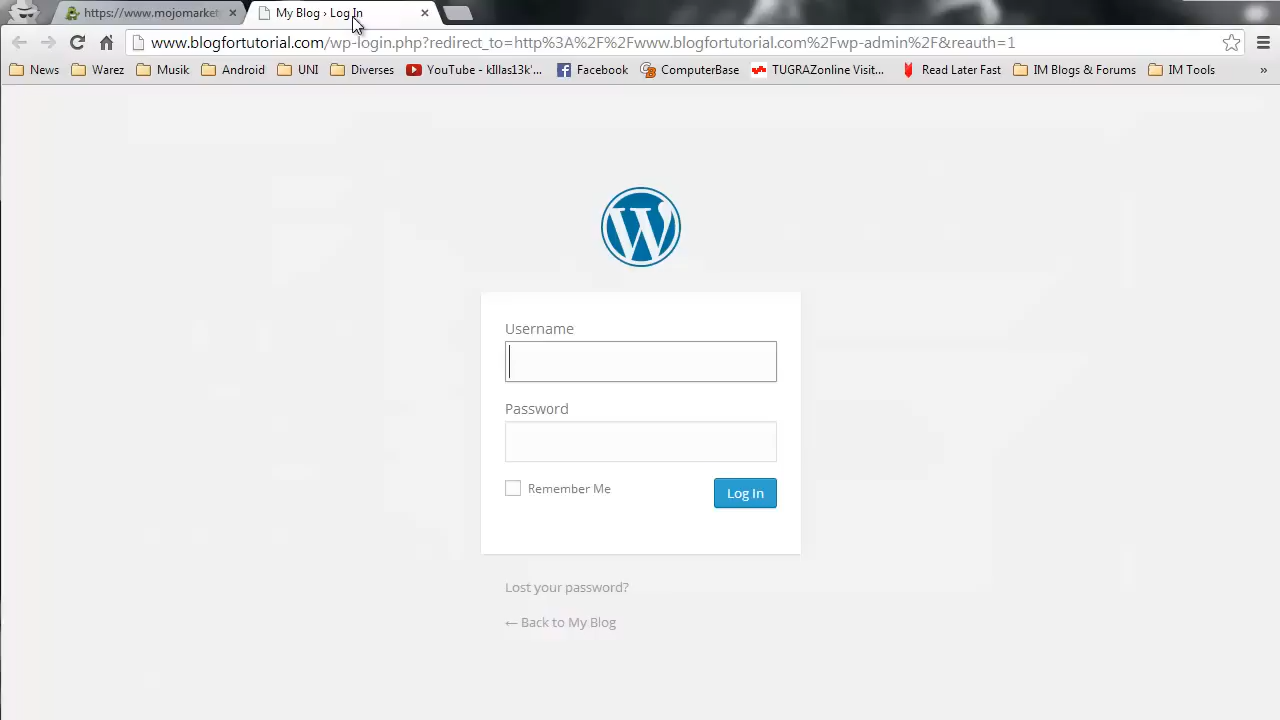 https://www.mojomarket
My Blog › Log In
www.blogfortutorial.com/wp-login.php?redirect_to=http%3A%2F%2Fwww.blogfortutorial.com%2Fwp-admin%2F&reauth=1
News Warez Musik Android UNI Diverses YouTube - kIllas13k'... Facebook ComputerBase TUGRAZonline Visit... Read Later Fast IM Blogs & Forums IM Tools »
W
Username
Password
Remember Me Log In
Lost your password?
← Back to My Blog